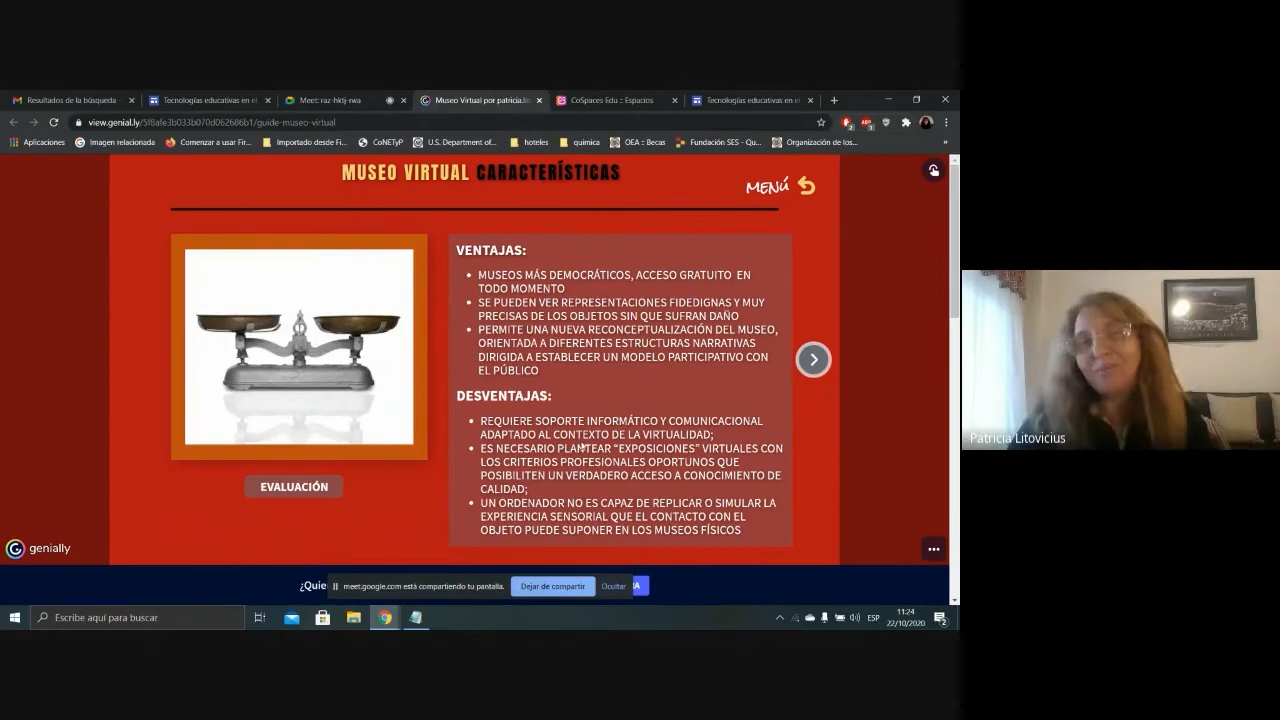 Resultados de la búsqueda
Tecnologías educativas en el
Meet: raz-hktj-rwa
Museo Virtual por patricia.lit
CoSpaces Edu :: Espacios
Tecnologías educativas en el
view.genial.ly/5f8afe3b033b070d062686b1/guide-museo-virtual
Aplicaciones
Imagen relacionada
Comenzar a usar Fir...
Importado desde Fi...
CoNETyP
U.S. Department of...
hoteles
quimica
OEA :: Becas
Fundación SES - Qu...
Organización de los...
MUSEO VIRTUAL CARACTERÍSTICAS
MENÚ
VENTAJAS:
MUSEOS MÁS DEMOCRÁTICOS, ACCESO GRATUITO EN
TODO MOMENTO
SE PUEDEN VER REPRESENTACIONES FIDEDIGNAS Y MUY
PRECISAS DE LOS OBJETOS SIN QUE SUFRAN DAÑO
PERMITE UNA NUEVA RECONCEPTUALIZACIÓN DEL MUSEO,
ORIENTADA A DIFERENTES ESTRUCTURAS NARRATIVAS
DIRIGIDA A ESTABLECER UN MODELO PARTICIPATIVO CON
EL PÚBLICO
DESVENTAJAS:
REQUIERE SOPORTE INFORMÁTICO Y COMUNICACIONAL
ADAPTADO AL CONTEXTO DE LA VIRTUALIDAD;
ES NECESARIO PLANTEAR “EXPOSICIONES” VIRTUALES CON
LOS CRITERIOS PROFESIONALES OPORTUNOS QUE
POSIBILITEN UN VERDADERO ACCESO A CONOCIMIENTO DE
CALIDAD;
UN ORDENADOR NO ES CAPAZ DE REPLICAR O SIMULAR LA
EXPERIENCIA SENSORIAL QUE EL CONTACTO CON EL
OBJETO PUEDE SUPONER EN LOS MUSEOS FÍSICOS
EVALUACIÓN
genially
¿Quie
meet.google.com está compartiendo tu pantalla.
Dejar de compartir
Ocultar
RA
Escribe aquí para buscar
ESP
11:24
22/10/2020
Patricia Litovicius